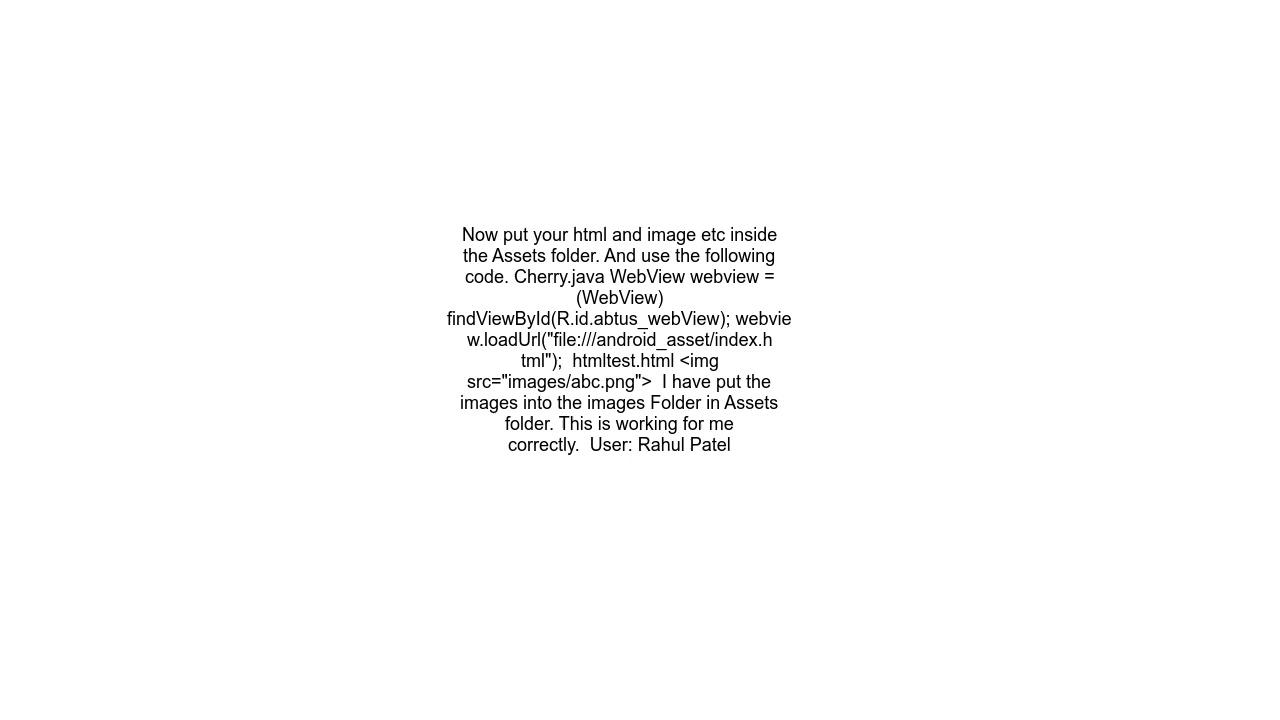 Now put your html and image etc inside
the Assets folder. And use the following
code. Cherry.java WebView webview =
(WebView)
findViewById(R.id.abtus_webView); webvie
w.loadUrl("file:///android_asset/index.h
tml");  htmltest.html <img
src="images/abc.png">  I have put the
images into the images Folder in Assets
folder. This is working for me
correctly.  User: Rahul Patel